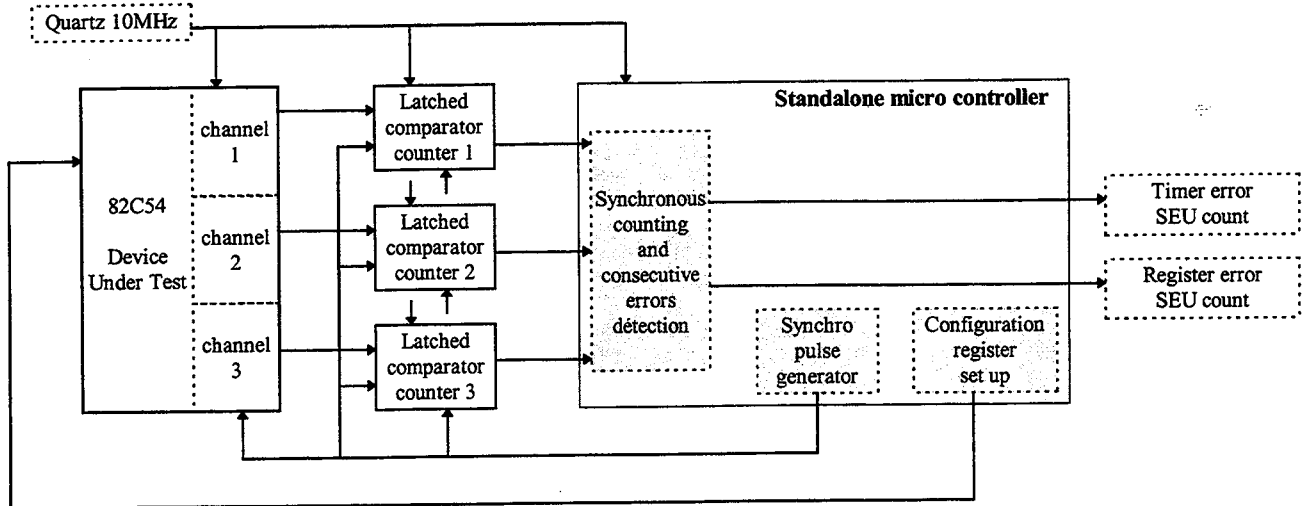 Quartz 10MHz
Standalone micro controller
82C54
Device
Under Test
channel
1
channel
2
channel
3
Latched
comparator
counter 1
Latched
comparator
counter 2
Latched
comparator
counter 3
Synchronous
counting
and
consecutive
errors
détection
Synchro
pulse
generator
Configuration
register
set up
Timer error
SEU count
Register error
SEU count